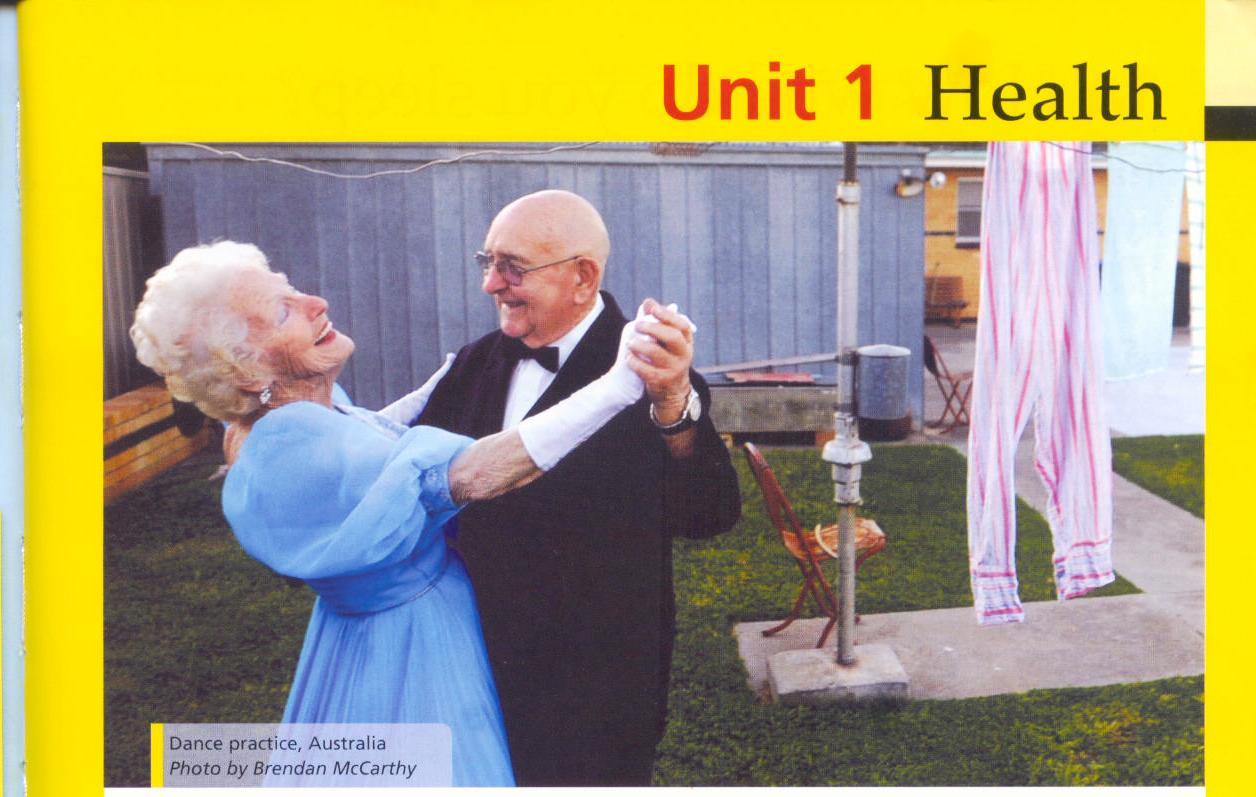 Unit 1 Health
Dance practice, Australia
Photo by Brendan McCarthy